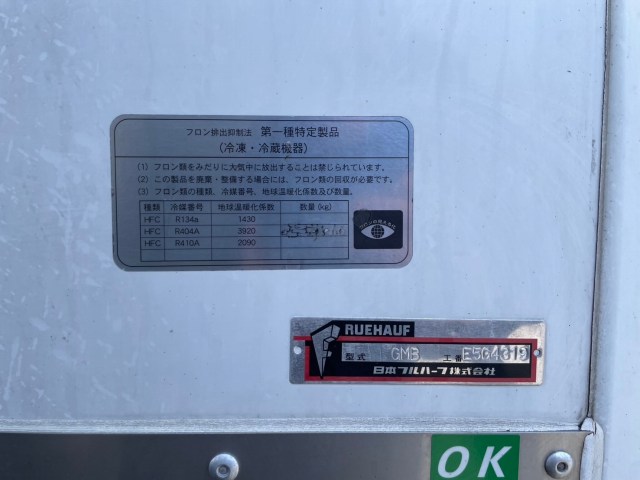 フロン排出抑制法 第一種特定製品
(冷凍・冷蔵機器)
(1) フロン類をみだりに大気中に放出することは禁じられています。
(2) この製品を廃棄・整備する場合には、フロン類の回収が必要です。
(3) フロン類の種類、冷媒番号、地球温暖化係数及び数量。
種類 冷媒番号 地球温暖化係数 数量(kg)
HFC R134a 1430
HFC R404A 3920
HFC R410A 2090
RUEHAUF
型式 GMB 工番
日本フルハーフ株式会社
OK